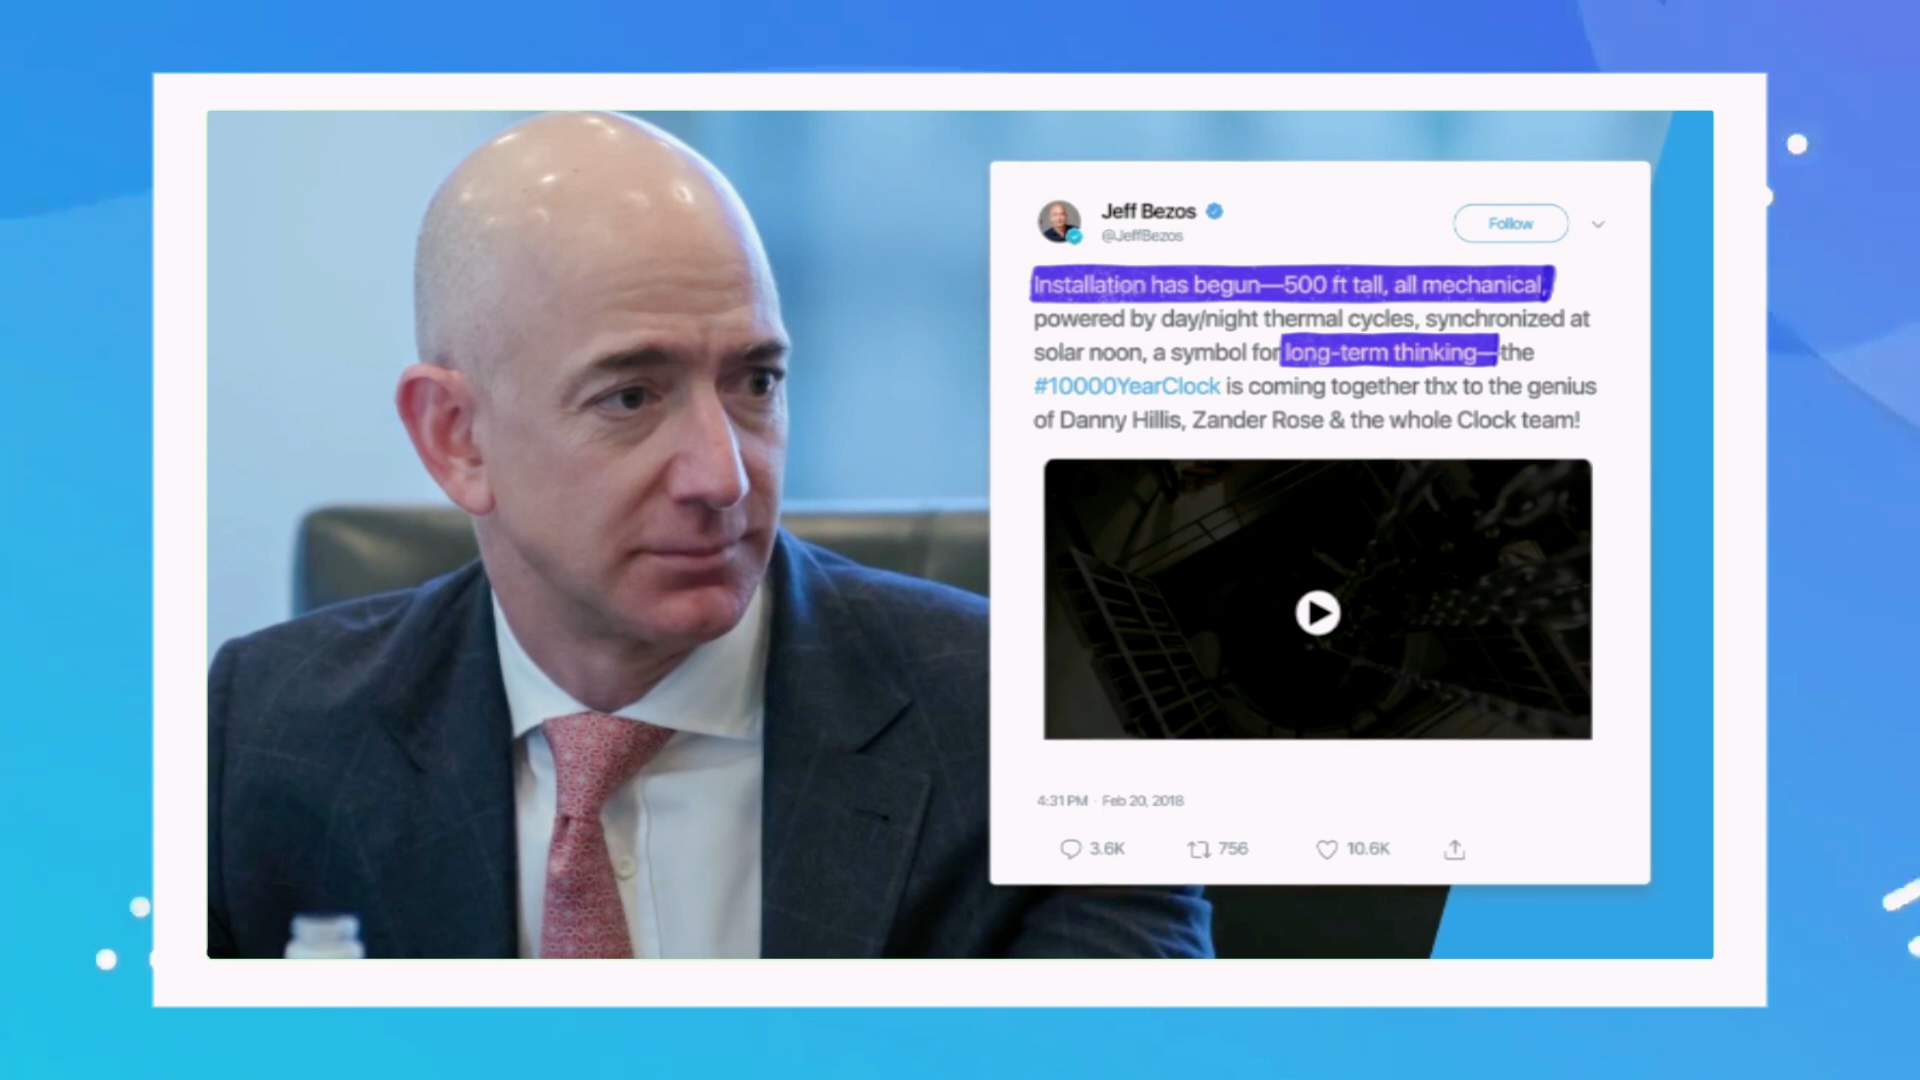 Jeff Bezos
@JeffBezos
Follow
Installation has begun—500 ft tall, all mechanical,
powered by day/night thermal cycles, synchronized at
solar noon, a symbol for long-term thinking—the
#10000YearClock is coming together thx to the genius
of Danny Hillis, Zander Rose & the whole Clock team!
4:31 PM · Feb 20, 2018
3.6K 756 10.6K